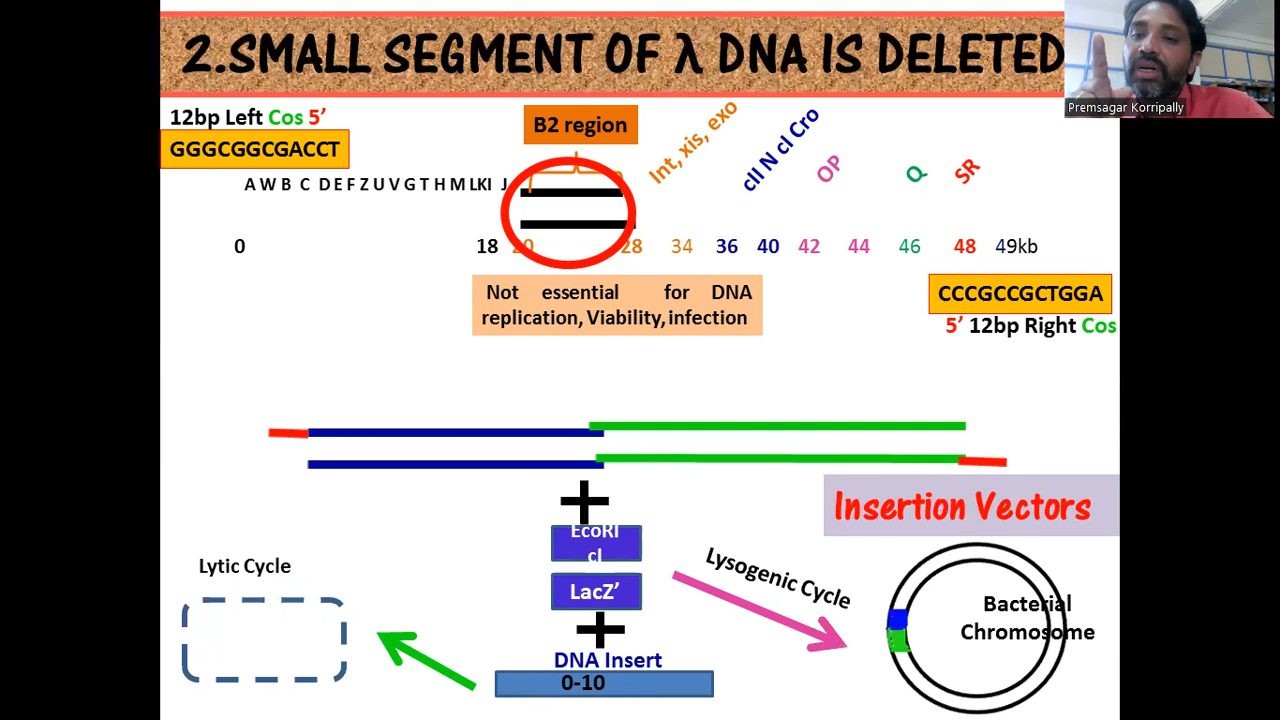 2.SMALL SEGMENT OF λ DNA IS DELETED
Premsagar Korripally
12bp Left Cos 5’
GGGCGGCGACCT
B2 region
Int, xis, exo
cII N cI Cro
OP
Q
SR
A W B C D E F Z U V G T H M L K I J
0 18 20 28 34 36 40 42 44 46 48 49kb
Not essential for DNA
replication, Viability, infection
CCCGCCGCTGGA
5’ 12bp Right Cos
Insertion Vectors
+
EcoRI
cI
LacZ’
+
DNA Insert
0-10
Lytic Cycle
Lysogenic Cycle
Bacterial
Chromosome